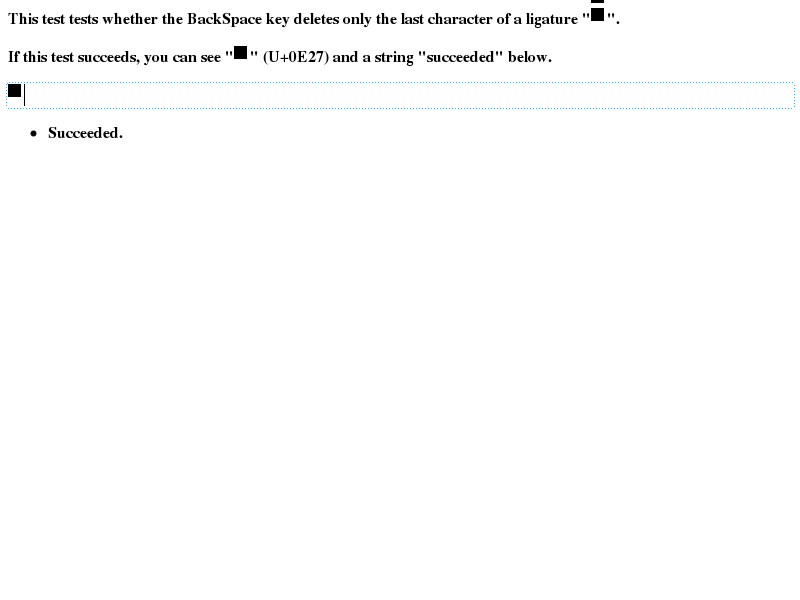 This test tests whether the BackSpace key deletes only the last character of a ligature "■".
If this test succeeds, you can see "■" (U+0E27) and a string "succeeded" below.
■
• Succeeded.